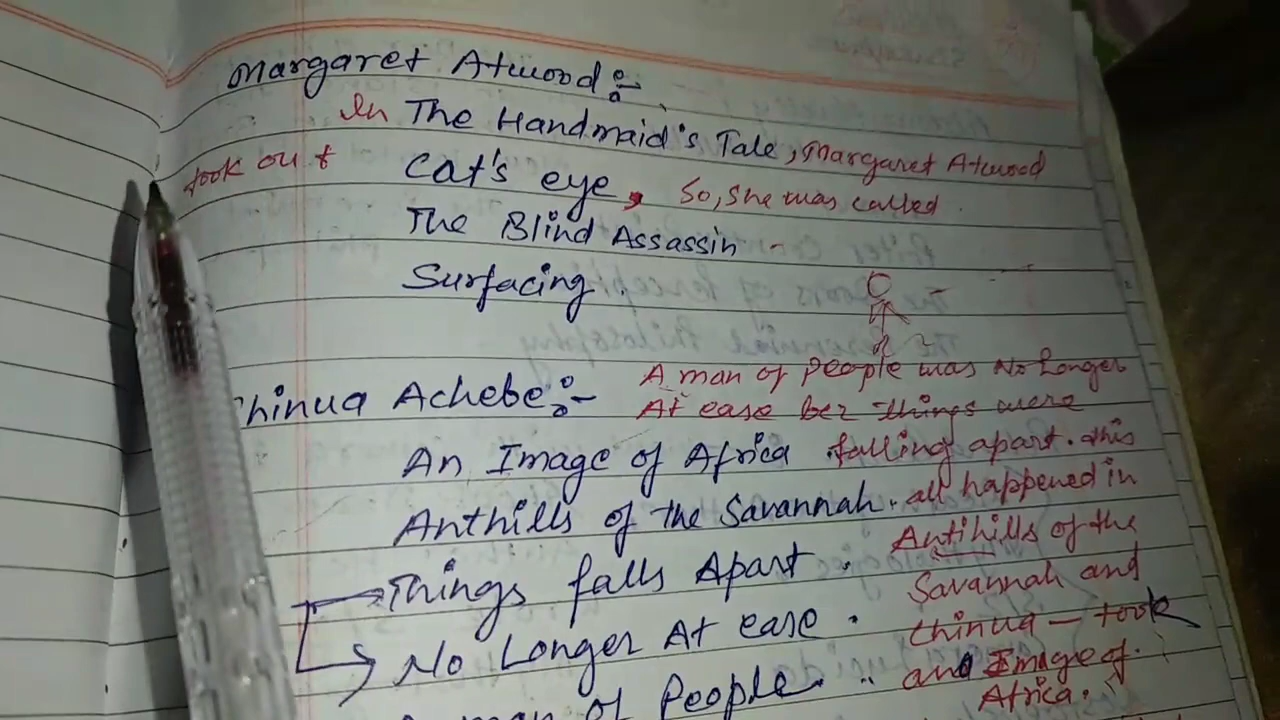 Margaret Atwood :-
In The Handmaid's Tale, Margaret Atwood
took out Cat's eye, So, she was called
The Blind Assassin
Surfacing.
Chinua Achebe :- A man of People was No Longer
At ease bcz things were
An Image of Africa falling apart. this
Anthills of the Savannah. all happened in
Antihills of the
Things falls Apart. Savannah and
No Longer At ease. Chinua - took
man of People. an Image of
Africa.